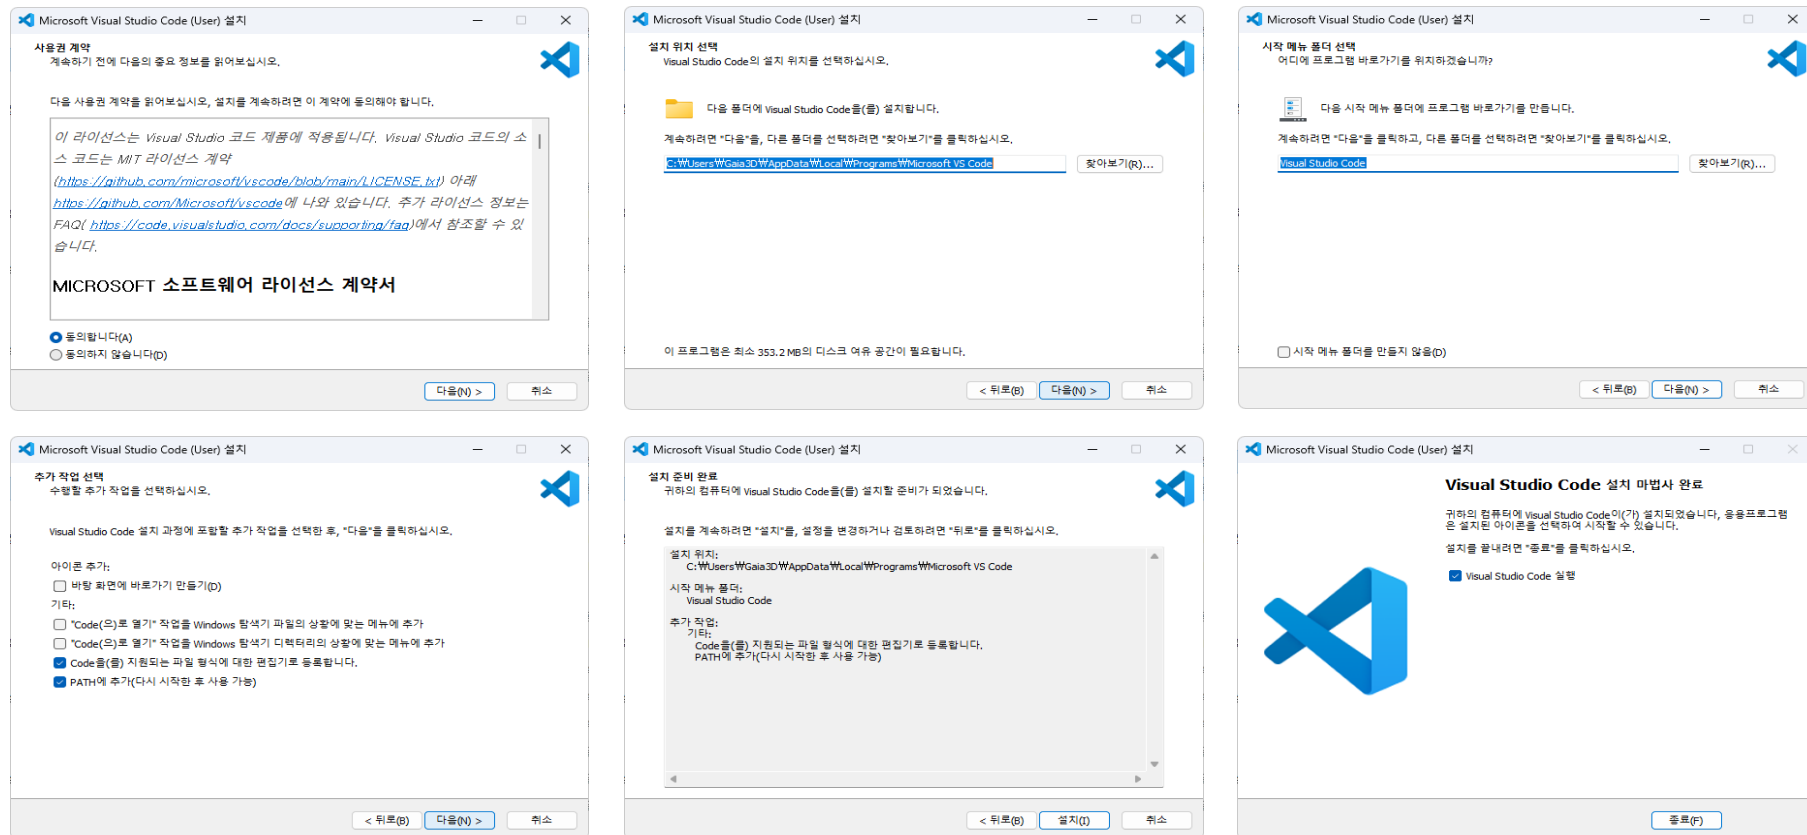 Microsoft Visual Studio Code (User) 설치
사용권 계약
계속하기 전에 다음의 중요 정보를 읽어보십시오.
다음 사용권 계약을 읽어보십시오, 설치를 계속하려면 이 계약에 동의해야 합니다.
이 라이선스는 Visual Studio 코드 제품에 적용됩니다. Visual Studio 코드의 소
스 코드는 MIT 라이선스 계약
(https://github.com/microsoft/vscode/blob/main/LICENSE.txt) 아래
https://github.com/Microsoft/vscode에 나와 있습니다. 추가 라이선스 정보는
FAQ( https://code.visualstudio.com/docs/supporting/faq)에서 참조할 수 있
습니다.
MICROSOFT 소프트웨어 라이선스 계약서
동의합니다(A)
동의하지 않습니다(D)
다음(N) >
취소
Microsoft Visual Studio Code (User) 설치
설치 위치 선택
Visual Studio Code의 설치 위치를 선택하십시오.
다음 폴더에 Visual Studio Code을(를) 설치합니다.
계속하려면 "다음"을, 다른 폴더를 선택하려면 "찾아보기"를 클릭하십시오.
C:₩Users₩Gaia3D₩AppData₩Local₩Programs₩Microsoft VS Code
찾아보기(R)...
이 프로그램은 최소 353.2 MB의 디스크 여유 공간이 필요합니다.
< 뒤로(B)
다음(N) >
취소
Microsoft Visual Studio Code (User) 설치
시작 메뉴 폴더 선택
어디에 프로그램 바로가기를 위치하겠습니까?
다음 시작 메뉴 폴더에 프로그램 바로가기를 만듭니다.
계속하려면 "다음"을 클릭하고, 다른 폴더를 선택하려면 "찾아보기"를 클릭하십시오.
Visual Studio Code
찾아보기(R)...
시작 메뉴 폴더를 만들지 않음(D)
< 뒤로(B)
다음(N) >
취소
Microsoft Visual Studio Code (User) 설치
추가 작업 선택
수행할 추가 작업을 선택하십시오.
Visual Studio Code 설치 과정에 포함할 추가 작업을 선택한 후, "다음"을 클릭하십시오.
아이콘 추가:
바탕 화면에 바로가기 만들기(D)
기타:
"Code(으)로 열기" 작업을 Windows 탐색기 파일의 상황에 맞는 메뉴에 추가
"Code(으)로 열기" 작업을 Windows 탐색기 디렉터리의 상황에 맞는 메뉴에 추가
Code을(를) 지원되는 파일 형식에 대한 편집기로 등록합니다.
PATH에 추가(다시 시작한 후 사용 가능)
< 뒤로(B)
다음(N) >
취소
Microsoft Visual Studio Code (User) 설치
설치 준비 완료
귀하의 컴퓨터에 Visual Studio Code을(를) 설치할 준비가 되었습니다.
설치를 계속하려면 "설치"를, 설정을 변경하거나 검토하려면 "뒤로"를 클릭하십시오.
설치 위치:
C:₩Users₩Gaia3D₩AppData₩Local₩Programs₩Microsoft VS Code
시작 메뉴 폴더:
Visual Studio Code
추가 작업:
기타:
Code을(를) 지원되는 파일 형식에 대한 편집기로 등록합니다.
PATH에 추가(다시 시작한 후 사용 가능)
< 뒤로(B)
설치(I)
취소
Microsoft Visual Studio Code (User) 설치
Visual Studio Code 설치 마법사 완료
귀하의 컴퓨터에 Visual Studio Code이(가) 설치되었습니다, 응용프로그램
은 설치된 아이콘을 선택하여 시작할 수 있습니다.
설치를 끝내려면 "종료"를 클릭하십시오.
Visual Studio Code 실행
종료(F)